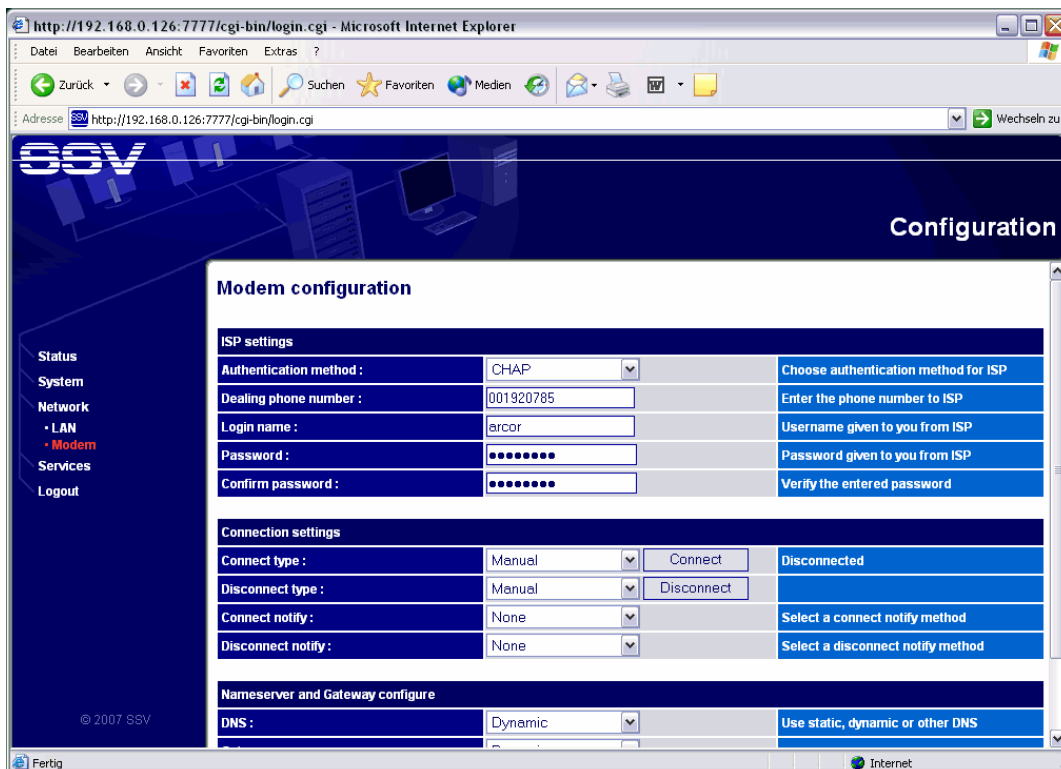 http://192.168.0.126:7777/cgi-bin/login.cgi - Microsoft Internet Explorer
Datei Bearbeiten Ansicht Favoriten Extras ?
Zurück Suchen Favoriten Medien
Adresse SSV http://192.168.0.126:7777/cgi-bin/login.cgi Wechseln zu
SSV
Configuration
Modem configuration
Status
System
Network
LAN
Modem
Services
Logout
© 2007 SSV
ISP settings
Authentication method : CHAP Choose authentication method for ISP
Dealing phone number : 001920785 Enter the phone number to ISP
Login name : arcor Username given to you from ISP
Password : ●●●●●●●● Password given to you from ISP
Confirm password : ●●●●●●●● Verify the entered password
Connection settings
Connect type : Manual Connect Disconnected
Disconnect type : Manual Disconnect
Connect notify : None Select a connect notify method
Disconnect notify : None Select a disconnect notify method
Nameserver and Gateway configure
DNS : Dynamic Use static, dynamic or other DNS
Fertig Internet